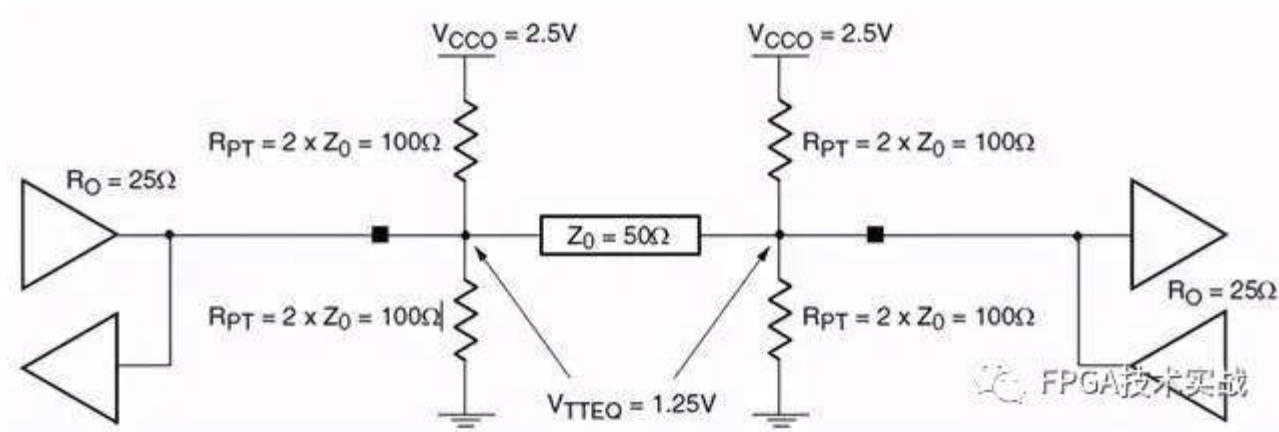 VCCO = 2.5V
VCCO = 2.5V
RPT = 2 x Z0 = 100Ω
RPT = 2 x Z0 = 100Ω
RO = 25Ω
Z0 = 50Ω
RO = 25Ω
RPT = 2 x Z0 = 100Ω
RPT = 2 x Z0 = 100Ω
VTTEQ = 1.25V
FPGA技术实战